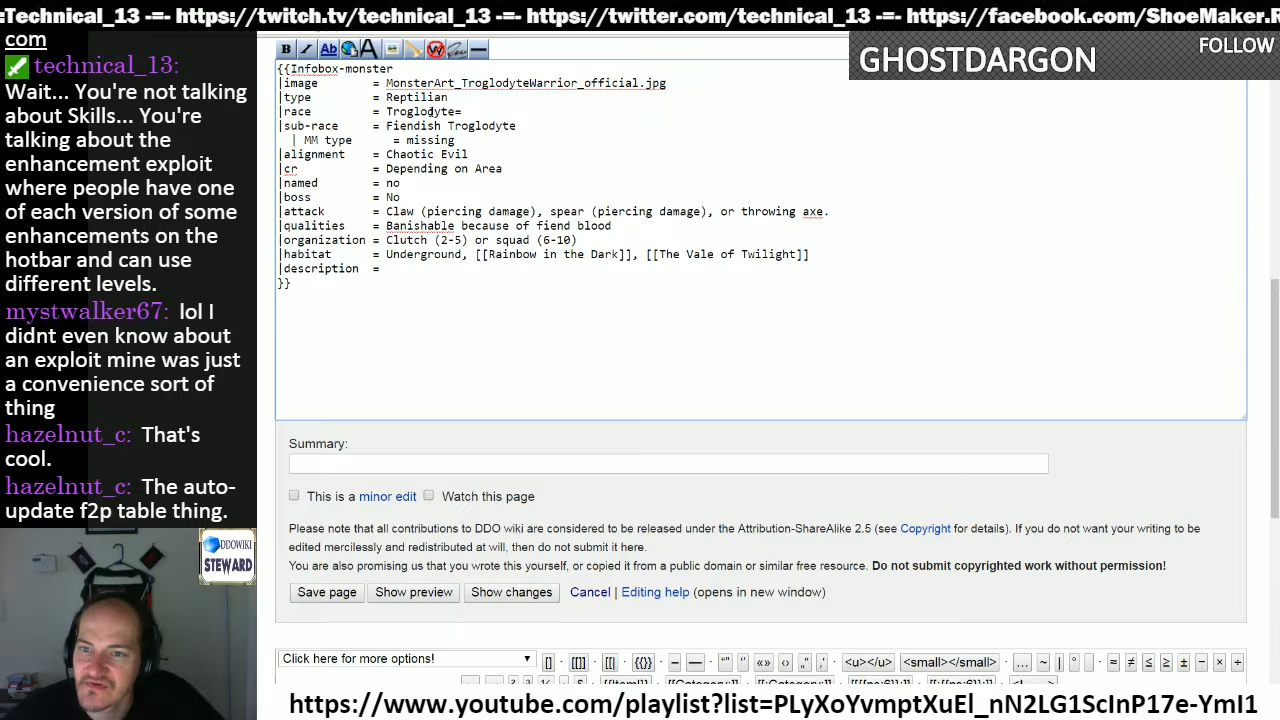 :Technical_13 -=- https://twitch.tv/technical_13 -=- https://twitter.com/Technical_13 -=- https://facebook.com/ShoeMaker.P
com
technical_13:
Wait... You're not talking
about Skills... You're
talking about the
enhancement exploit
where people have one
of each version of some
enhancements on the
hotbar and can use
different levels.
mystwalker67: lol I
didnt even know about
an exploit mine was just
a convenience sort of
thing
hazelnut_c: That's
cool.
hazelnut_c: The auto-
update f2p table thing.
DDOWIKI
STEWARD
GHOSTDARGON
FOLLOW
B I Ab A W
{{Infobox-monster
|image = MonsterArt_TroglodyteWarrior_official.jpg
|type = Reptilian
|race = Troglodyte=
|sub-race = Fiendish Troglodyte
| MM type = missing
|alignment = Chaotic Evil
|cr = Depending on Area
|named = no
|boss = No
|attack = Claw (piercing damage), spear (piercing damage), or throwing axe.
|qualities = Banishable because of fiend blood
|organization = Clutch (2-5) or squad (6-10)
|habitat = Underground, [[Rainbow in the Dark]], [[The Vale of Twilight]]
|description =
}}
Summary:
This is a minor edit Watch this page
Please note that all contributions to DDO wiki are considered to be released under the Attribution-ShareAlike 2.5 (see Copyright for details). If you do not want your writing to be
edited mercilessly and redistributed at will, then do not submit it here.
You are also promising us that you wrote this yourself, or copied it from a public domain or similar free resource. Do not submit copyrighted work without permission!
Save page Show preview Show changes Cancel | Editing help (opens in new window)
Click here for more options! [] · [[]] · [[| · {{}} · – · — · “” · ‘’ · «» · ‹› · „“ · ‚‘ · <u></u> · <small></small> · … · ~ · | · ° · · ≈ · ≠ · ≤ · ≥ · ± · − · × · ÷
https://www.youtube.com/playlist?list=PLyXoYvmptXuEl_nN2LG1ScInP17e-YmI1